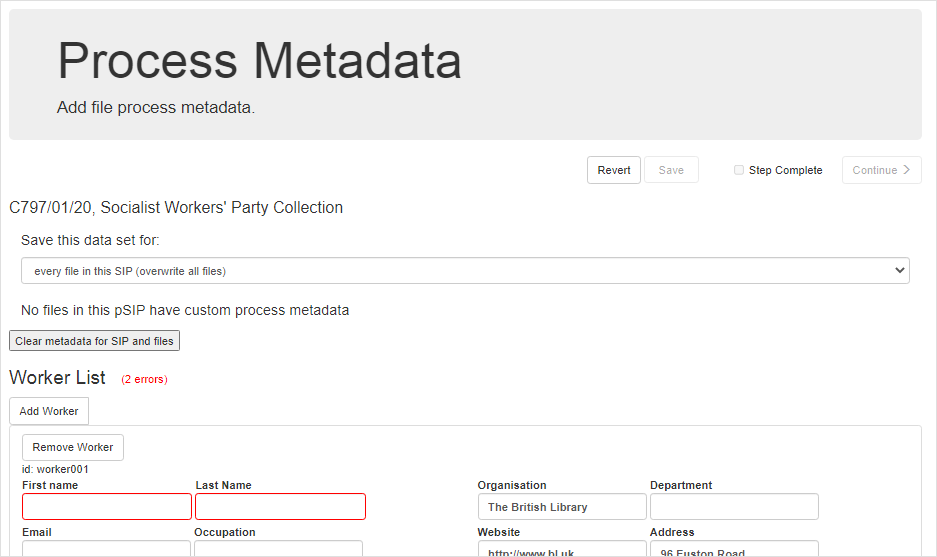 Process Metadata
Add file process metadata.
Revert Save Step Complete Continue
C797/01/20, Socialist Workers' Party Collection
Save this data set for:
every file in this SIP (overwrite all files)
No files in this pSIP have custom process metadata
Clear metadata for SIP and files
Worker List (2 errors)
Add Worker
Remove Worker
id: worker001
First name Last Name Organisation Department
The British Library
Email Occupation Website Address
http://www.bl.uk 96 Euston Road